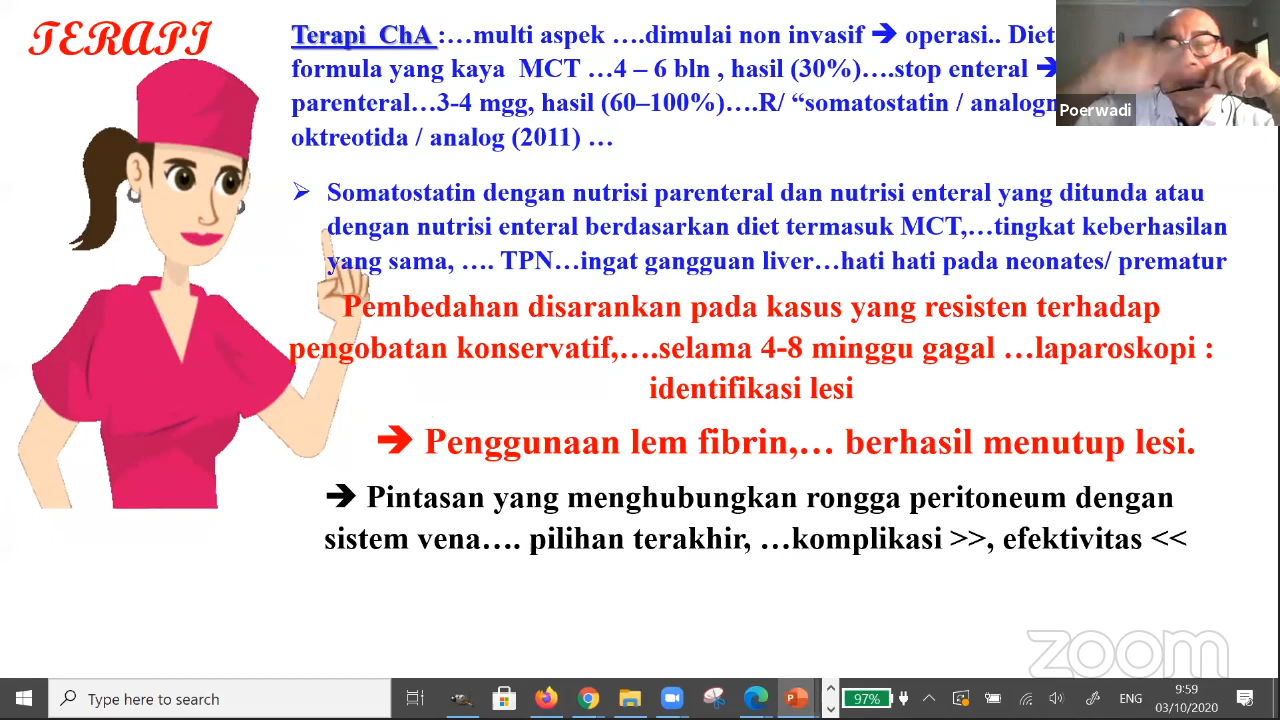 TERAPI
Terapi ChA :…multi aspek ….dimulai non invasif ➔ operasi.. Diet
formula yang kaya MCT …4 – 6 bln , hasil (30%)….stop enteral ➔
parenteral…3-4 mgg, hasil (60–100%)….R/ “somatostatin /
oktreotida / analog (2011) …
Poerwadi
➢ Somatostatin dengan nutrisi parenteral dan nutrisi enteral yang ditunda atau
dengan nutrisi enteral berdasarkan diet termasuk MCT,…tingkat keberhasilan
yang sama, …. TPN…ingat gangguan liver…hati hati pada neonates/ prematur
Pembedahan disarankan pada kasus yang resisten terhadap
pengobatan konservatif,….selama 4-8 minggu gagal …laparoskopi :
identifikasi lesi
➔ Penggunaan lem fibrin,… berhasil menutup lesi.
➔ Pintasan yang menghubungkan rongga peritoneum dengan
sistem vena…. pilihan terakhir, …komplikasi >>, efektivitas <<
zoom
Type here to search
97%
ENG
9:59
03/10/2020